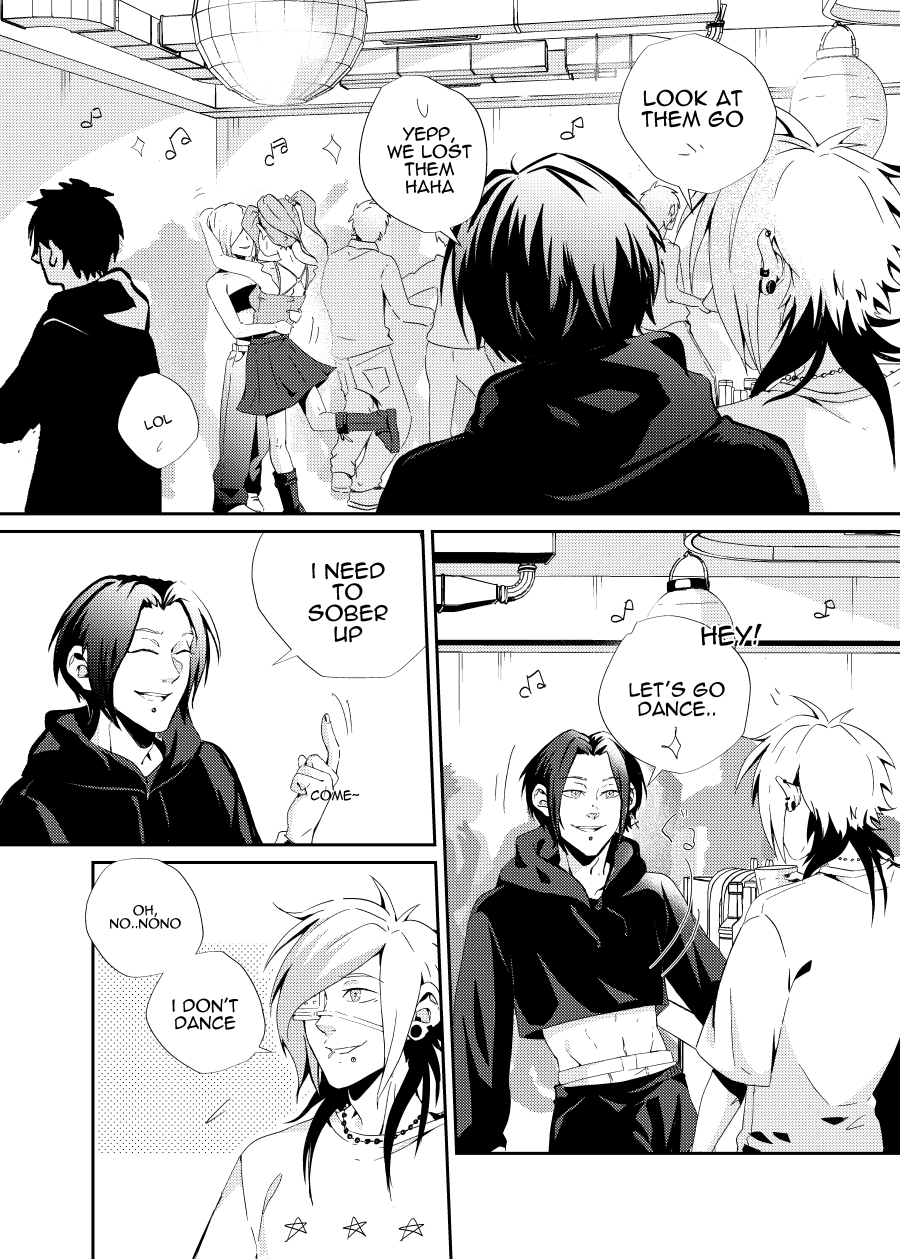 LOOK AT
THEM GO
YEPP,
WE LOST
THEM
HAHA
LOL
I NEED
TO
SOBER
UP
COME~
HEY!
LET'S GO
DANCE..
OH,
NO..NONO
I DON'T
DANCE